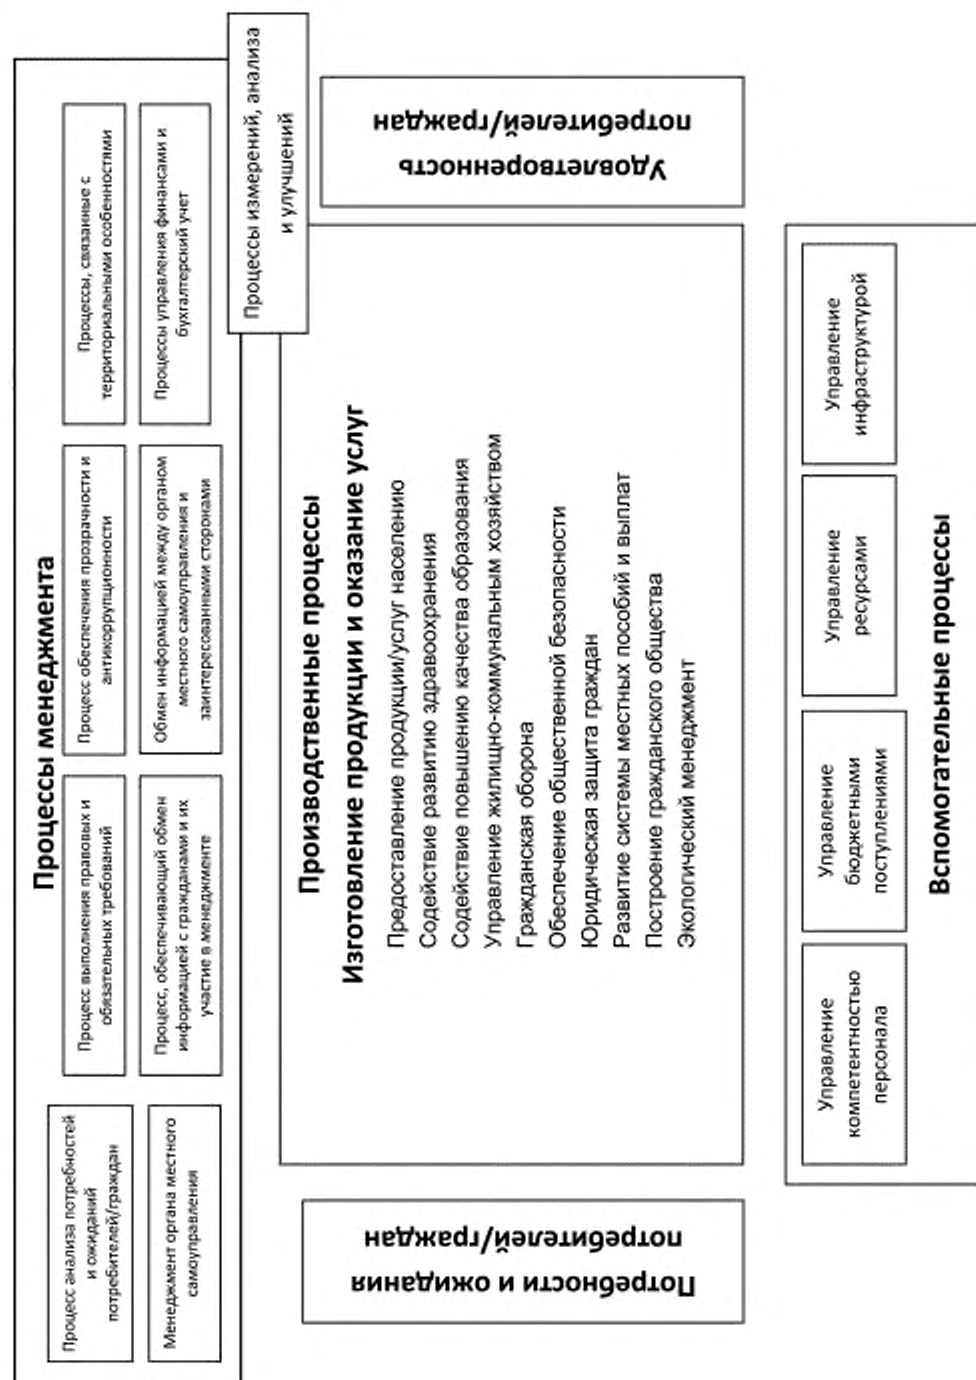 Процессы менеджмента
Процесс анализа потребностей
и ожиданий
потребителей/граждан
Процесс выполнения правовых и
обязательных требований
Процесс обеспечения прозрачности и
антикоррупционности
Процессы, связанные с
территориальными особенностями
Менеджмент органа местного
самоуправления
Процесс, обеспечивающий обмен
информацией с гражданами и их
участие в менеджменте
Обмен информацией между органом
местного самоуправления и
заинтересованными сторонами
Процессы управления финансами и
бухгалтерский учет
Процессы измерений, анализа
и улучшений
Потребности и ожидания
потребителей/граждан
Производственные процессы
Изготовление продукции и оказание услуг
Предоставление продукции/услуг населению
Содействие развитию здравоохранения
Содействие повышению качества образования
Управление жилищно-коммунальным хозяйством
Гражданская оборона
Обеспечение общественной безопасности
Юридическая защита граждан
Развитие системы местных пособий и выплат
Построение гражданского общества
Экологический менеджмент
Удовлетворенность
потребителей/граждан
Управление
компетентностью
персонала
Управление
бюджетными
поступлениями
Управление
ресурсами
Управление
инфраструктурой
Вспомогательные процессы